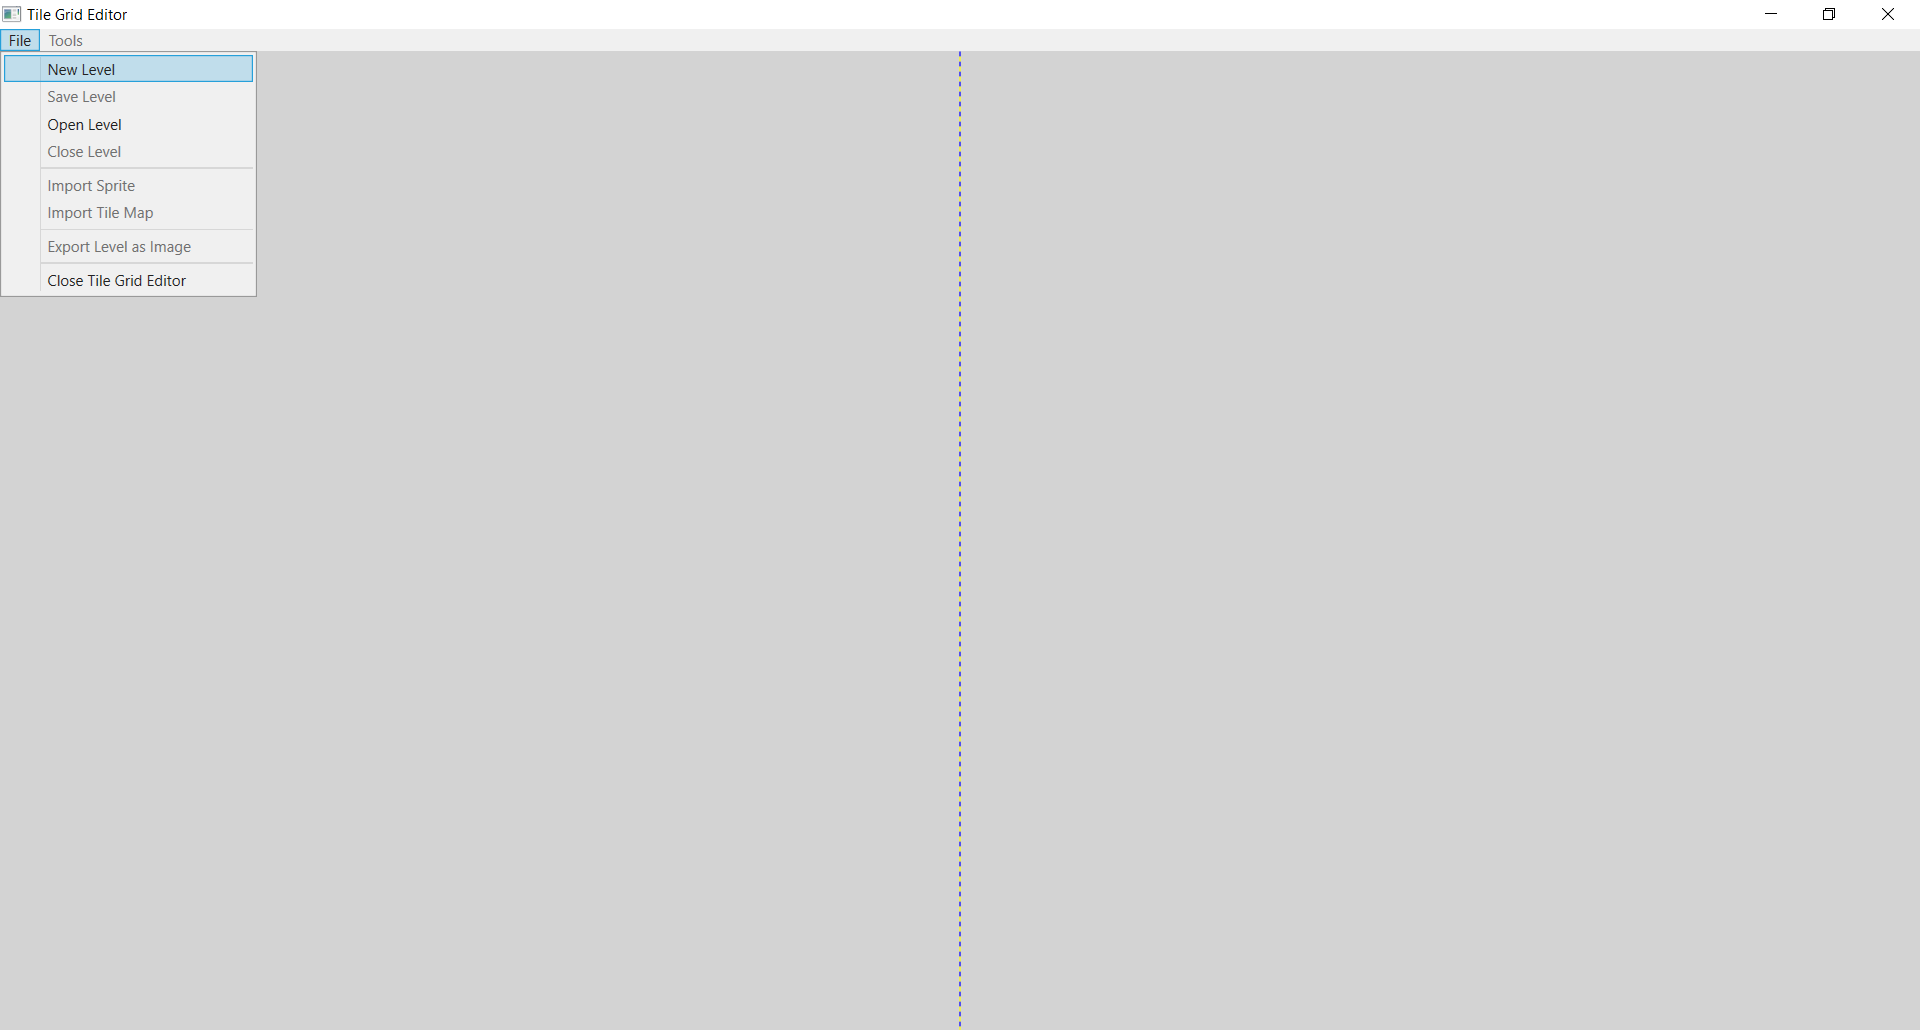 Tile Grid Editor
File Tools
New Level
Save Level
Open Level
Close Level
Import Sprite
Import Tile Map
Export Level as Image
Close Tile Grid Editor